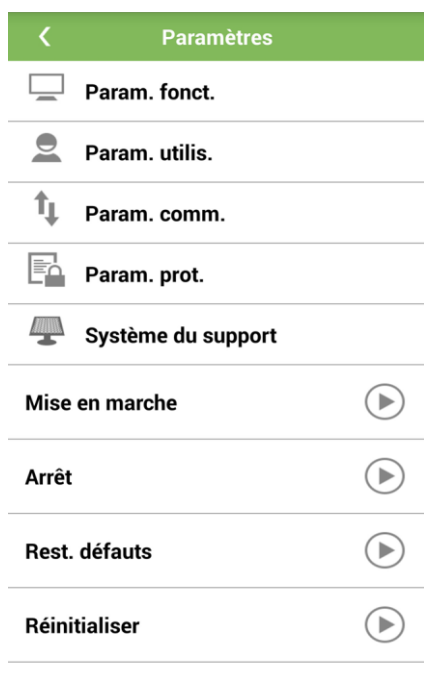 Paramètres
Param. fonct.
Param. utilis.
Param. comm.
Param. prot.
Système du support
Mise en marche
Arrêt
Rest. défauts
Réinitialiser